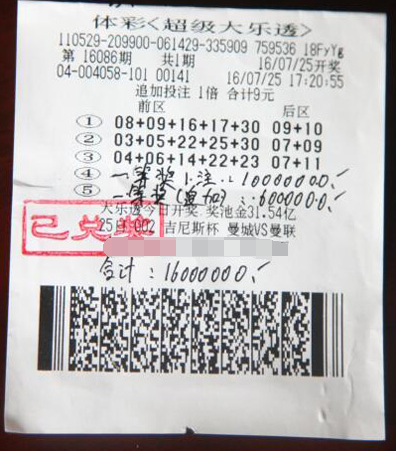 体彩<超级大乐透>
110529-209900-061429-335909 759536 18FyYg
第 16086期 共1期 16/07/25开奖
04-004058-101 00141 16/07/25 17:20:55
追加投注 1倍 合计9元
前区 后区
① 08+09+16+17+30 09+10
② 03+05+22+25+30 07+09
③ 04+06+14+22+23 07+11
④ 一等奖1注:10000000.
⑤ 一等奖(追加):6000000.
大乐透今日开奖 奖池金31.54亿
25日 002 吉尼斯杯 曼城VS曼联
已兑奖
合计:16000000.